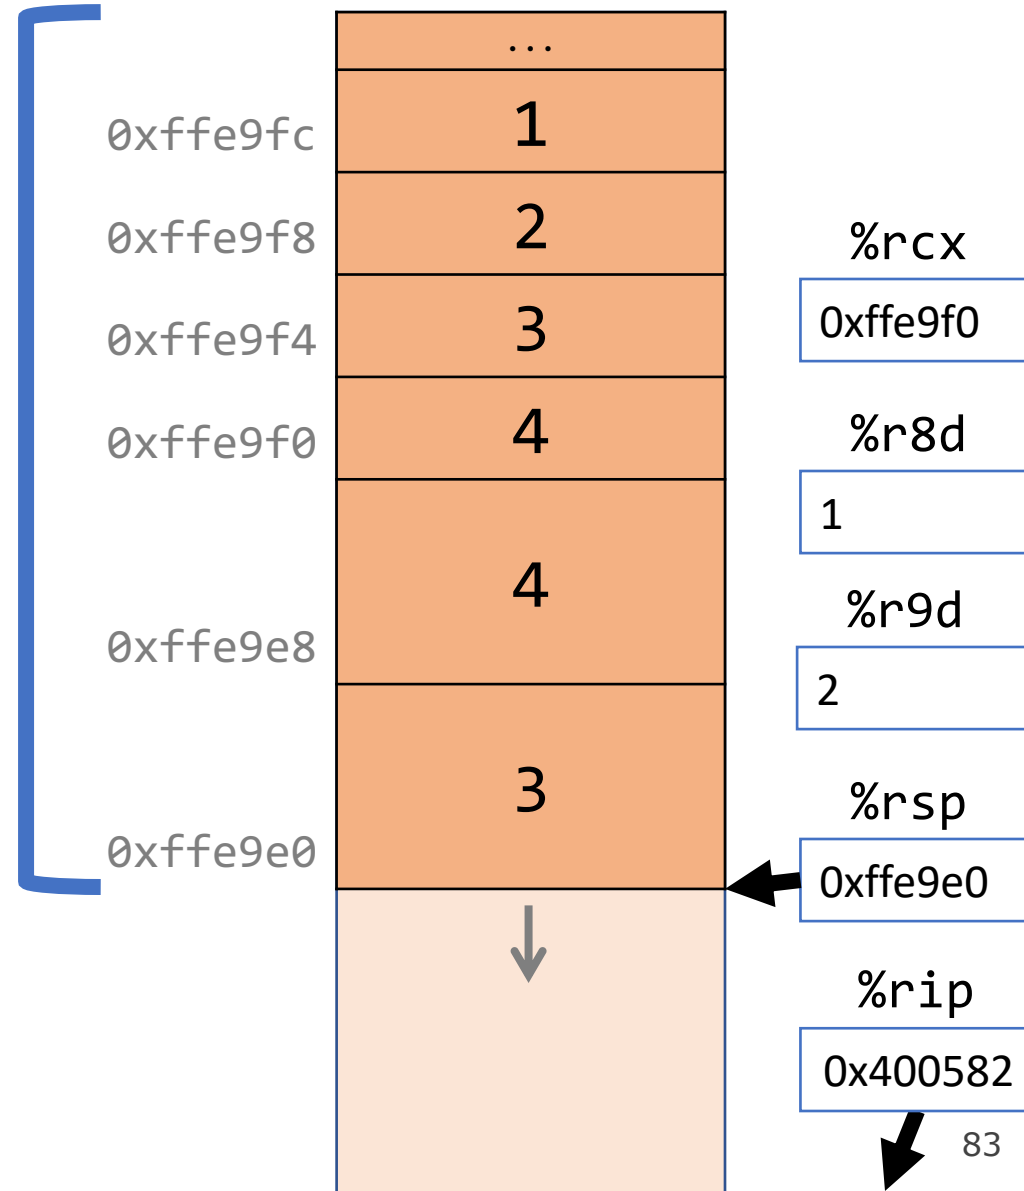 ...
0xffe9fc
1
0xffe9f8
2
0xffe9f4
3
0xffe9f0
4
0xffe9e8
4
0xffe9e0
3
%rcx
0xffe9f0
%r8d
1
%r9d
2
%rsp
0xffe9e0
%rip
0x400582
83